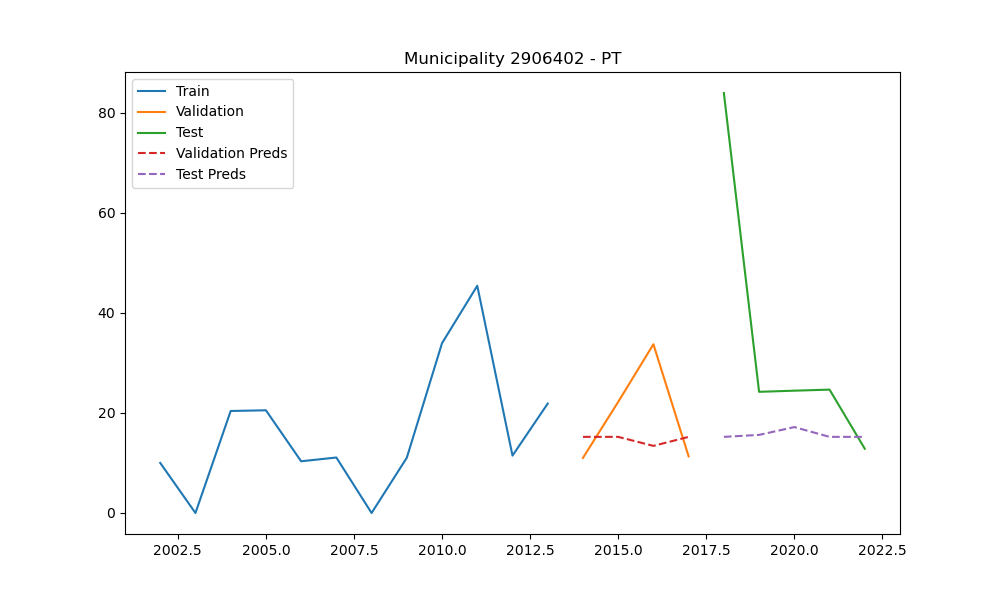 Municipality 2906402 - PT
Train
Validation
Test
Validation Preds
Test Preds
80
60
40
20
0
2002.5 2005.0 2007.5 2010.0 2012.5 2015.0 2017.5 2020.0 2022.5